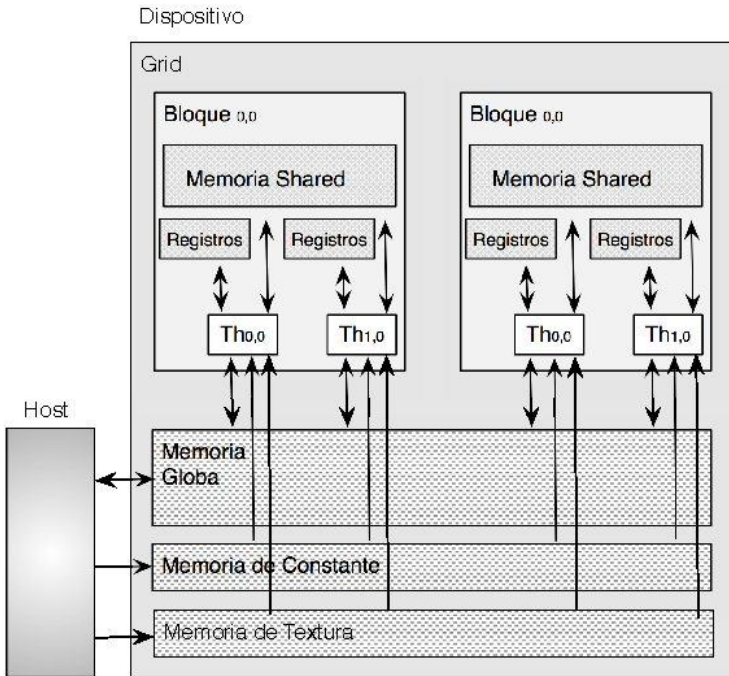 Dispositivo
Grid
Bloque 0,0
Bloque 0,0
Memoria Shared
Memoria Shared
Registros
Registros
Registros
Registros
Th0,0
Th1,0
Th0,0
Th1,0
Host
Memoria
Globa
Memoria de Constante
Memoria de Textura